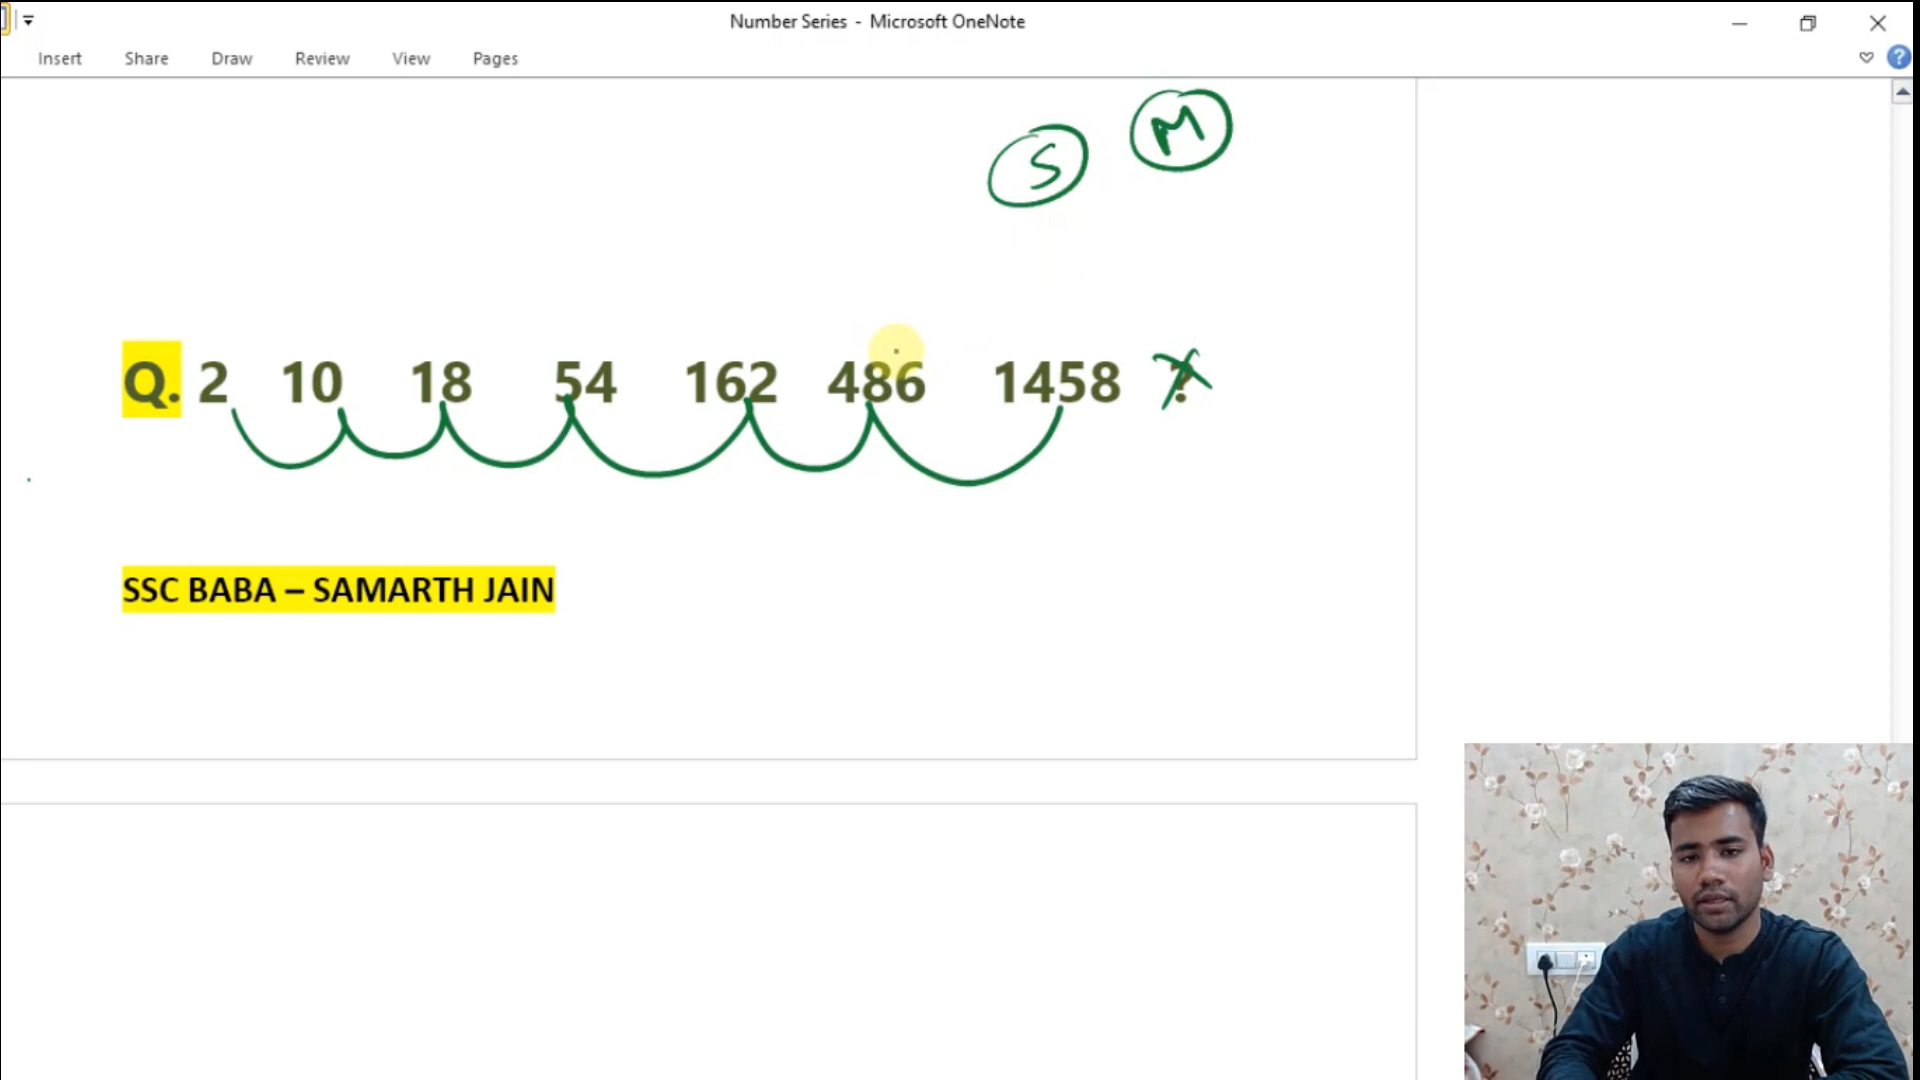 Number Series - Microsoft OneNote
Insert Share Draw Review View Pages
S M
Q. 2 10 18 54 162 486 1458 ?
SSC BABA – SAMARTH JAIN